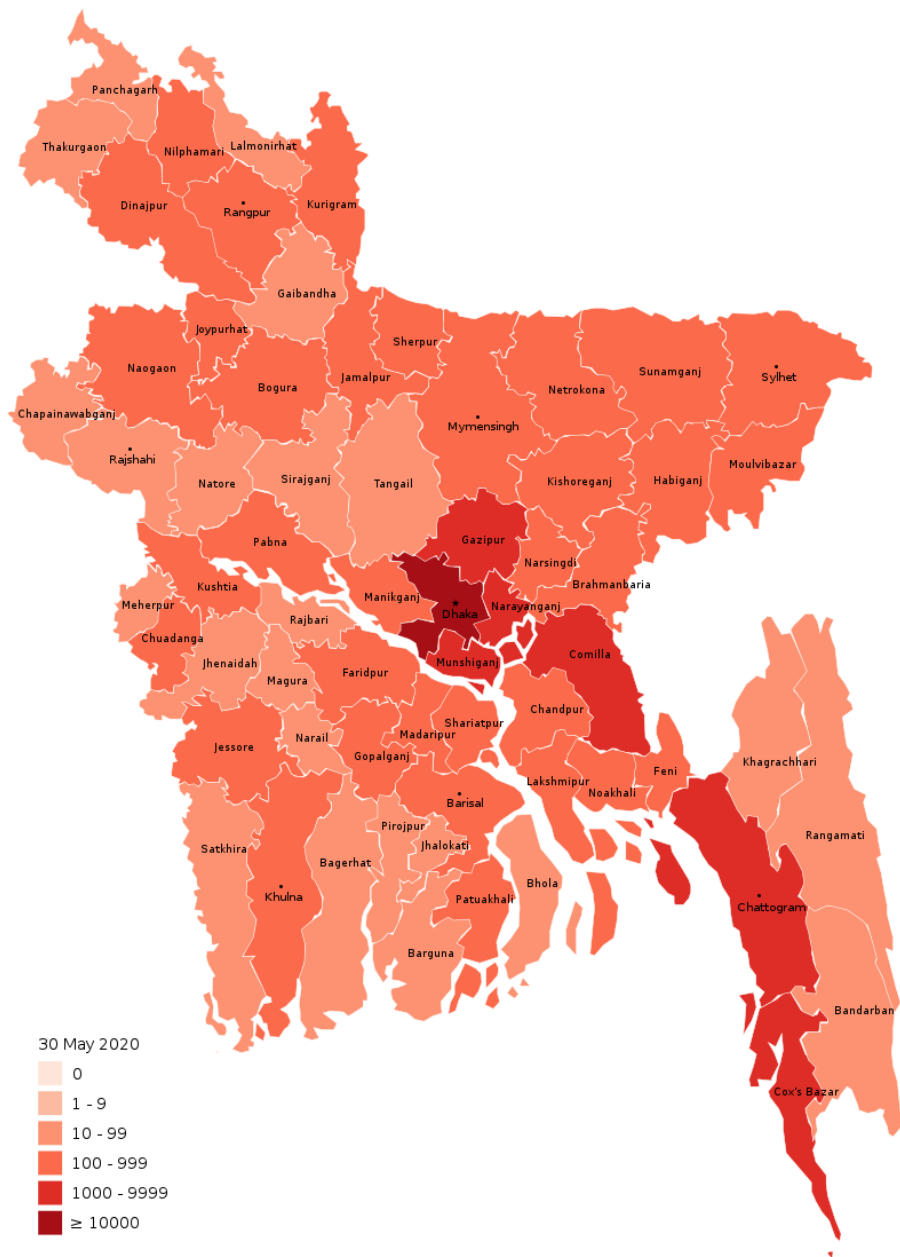 Panchagarh
Thakurgaon
Nilphamari
Lalmonirhat
Dinajpur
Rangpur
Kurigram
Gaibandha
Joypurhat
Naogaon
Bogura
Jamalpur
Sherpur
Netrokona
Sunamganj
Sylhet
Chapainawabganj
Rajshahi
Natore
Sirajganj
Tangail
Mymensingh
Kishoreganj
Habiganj
Moulvibazar
Pabna
Gazipur
Narsingdi
Brahmanbaria
Kushtia
Manikganj
Dhaka
Narayanganj
Meherpur
Chuadanga
Rajbari
Jhenaidah
Magura
Faridpur
Munshiganj
Comilla
Jessore
Narail
Gopalganj
Madaripur
Shariatpur
Chandpur
Lakshmipur
Noakhali
Feni
Khagrachhari
Rangamati
Barisal
Pirojpur
Jhalokati
Satkhira
Khulna
Bagerhat
Patuakhali
Bhola
Barguna
Chattogram
Bandarban
Cox's Bazar
30 May 2020
0
1 - 9
10 - 99
100 - 999
1000 - 9999
≥ 10000